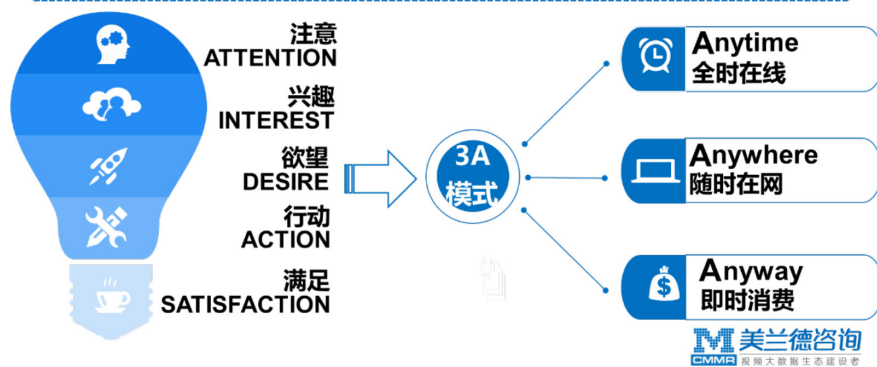 注意
ATTENTION
兴趣
INTEREST
欲望
DESIRE
行动
ACTION
满足
SATISFACTION
3A
模式
Anytime
全时在线
Anywhere
随时在网
Anyway
即时消费
$
美兰德咨询
CMMR 视频大数据生态建设者